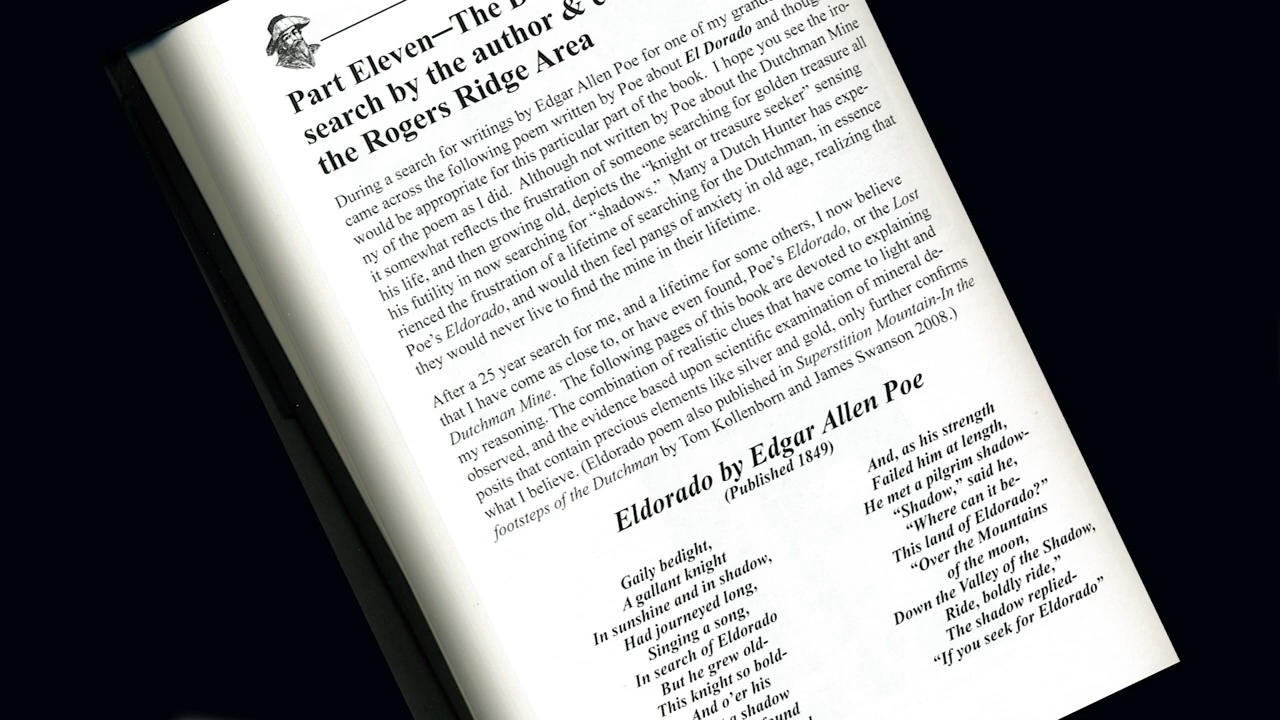 Part Eleven—The
search by the author &
the Rogers Ridge Area
During a search for writings by Edgar Allen Poe for one of my grand-
came across the following poem written by Poe about El Dorado and thought
would be appropriate for this particular part of the book. I hope you see the iro-
ny of the poem as I did. Although not written by Poe about the Dutchman Mine
it somewhat reflects the frustration of someone searching for golden treasure all
his life, and then growing old, depicts the “knight or treasure seeker” sensing
his futility in now searching for “shadows.” Many a Dutch Hunter has expe-
rienced the frustration of a lifetime of searching for the Dutchman, in essence
Poe’s Eldorado, and would then feel pangs of anxiety in old age, realizing that
they would never live to find the mine in their lifetime.
After a 25 year search for me, and a lifetime for some others, I now believe
that I have come as close to, or have even found, Poe’s Eldorado, or the Lost
Dutchman Mine. The following pages of this book are devoted to explaining
my reasoning. The combination of realistic clues that have come to light and
observed, and the evidence based upon scientific examination of mineral de-
posits that contain precious elements like silver and gold, only further confirms
what I believe. (Eldorado poem also published in Superstition Mountain-In the
footsteps of the Dutchman by Tom Kollenborn and James Swanson 2008.)
Eldorado by Edgar Allen Poe
(Published 1849)
Gaily bedight,
A gallant knight
In sunshine and in shadow,
Had journeyed long,
Singing a song,
In search of Eldorado
But he grew old-
This knight so bold-
And o’er his
a shadow
found
And, as his strength
Failed him at length,
He met a pilgrim shadow-
“Shadow,” said he,
“Where can it be-
This land of Eldorado?”
“Over the Mountains
of the moon,
Down the Valley of the Shadow,
Ride, boldly ride,”
The shadow replied-
“If you seek for Eldorado”